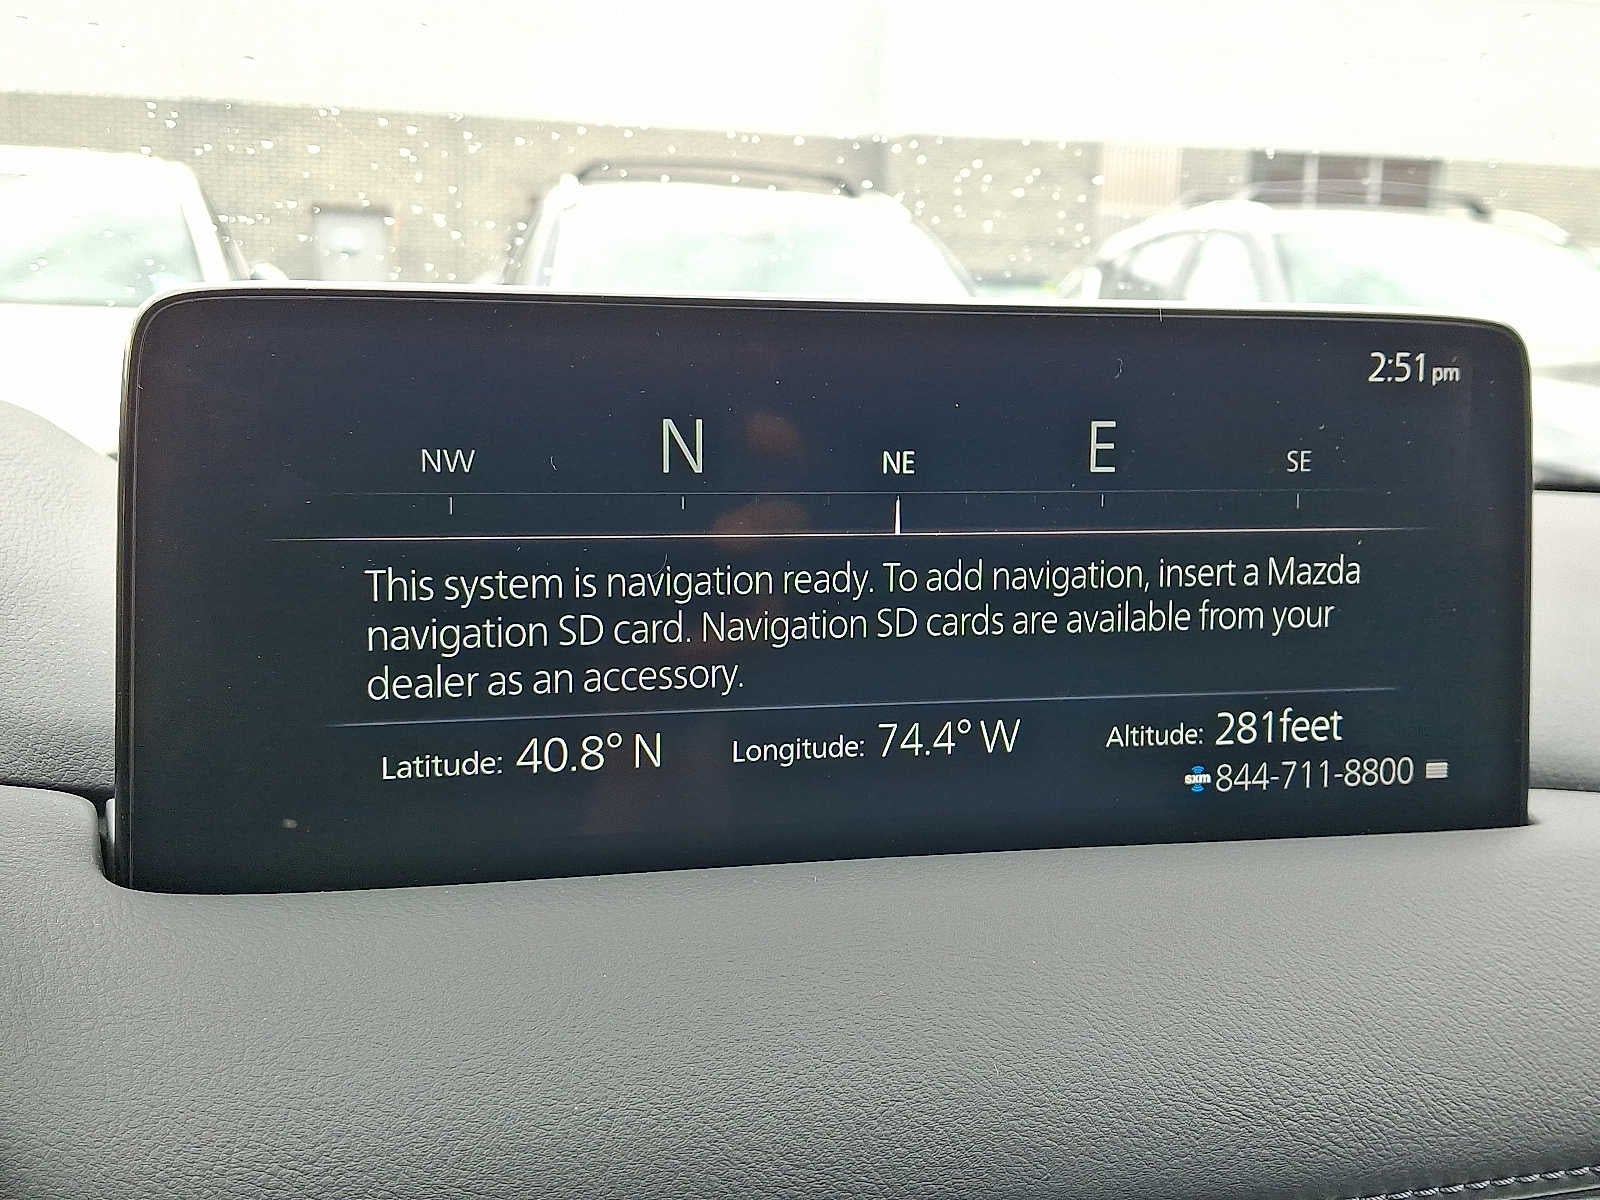 2:51pm
NW N NE E SE
This system is navigation ready. To add navigation, insert a Mazda
navigation SD card. Navigation SD cards are available from your
dealer as an accessory.
Latitude: 40.8° N Longitude: 74.4° W Altitude: 281feet
sxm 844-711-8800